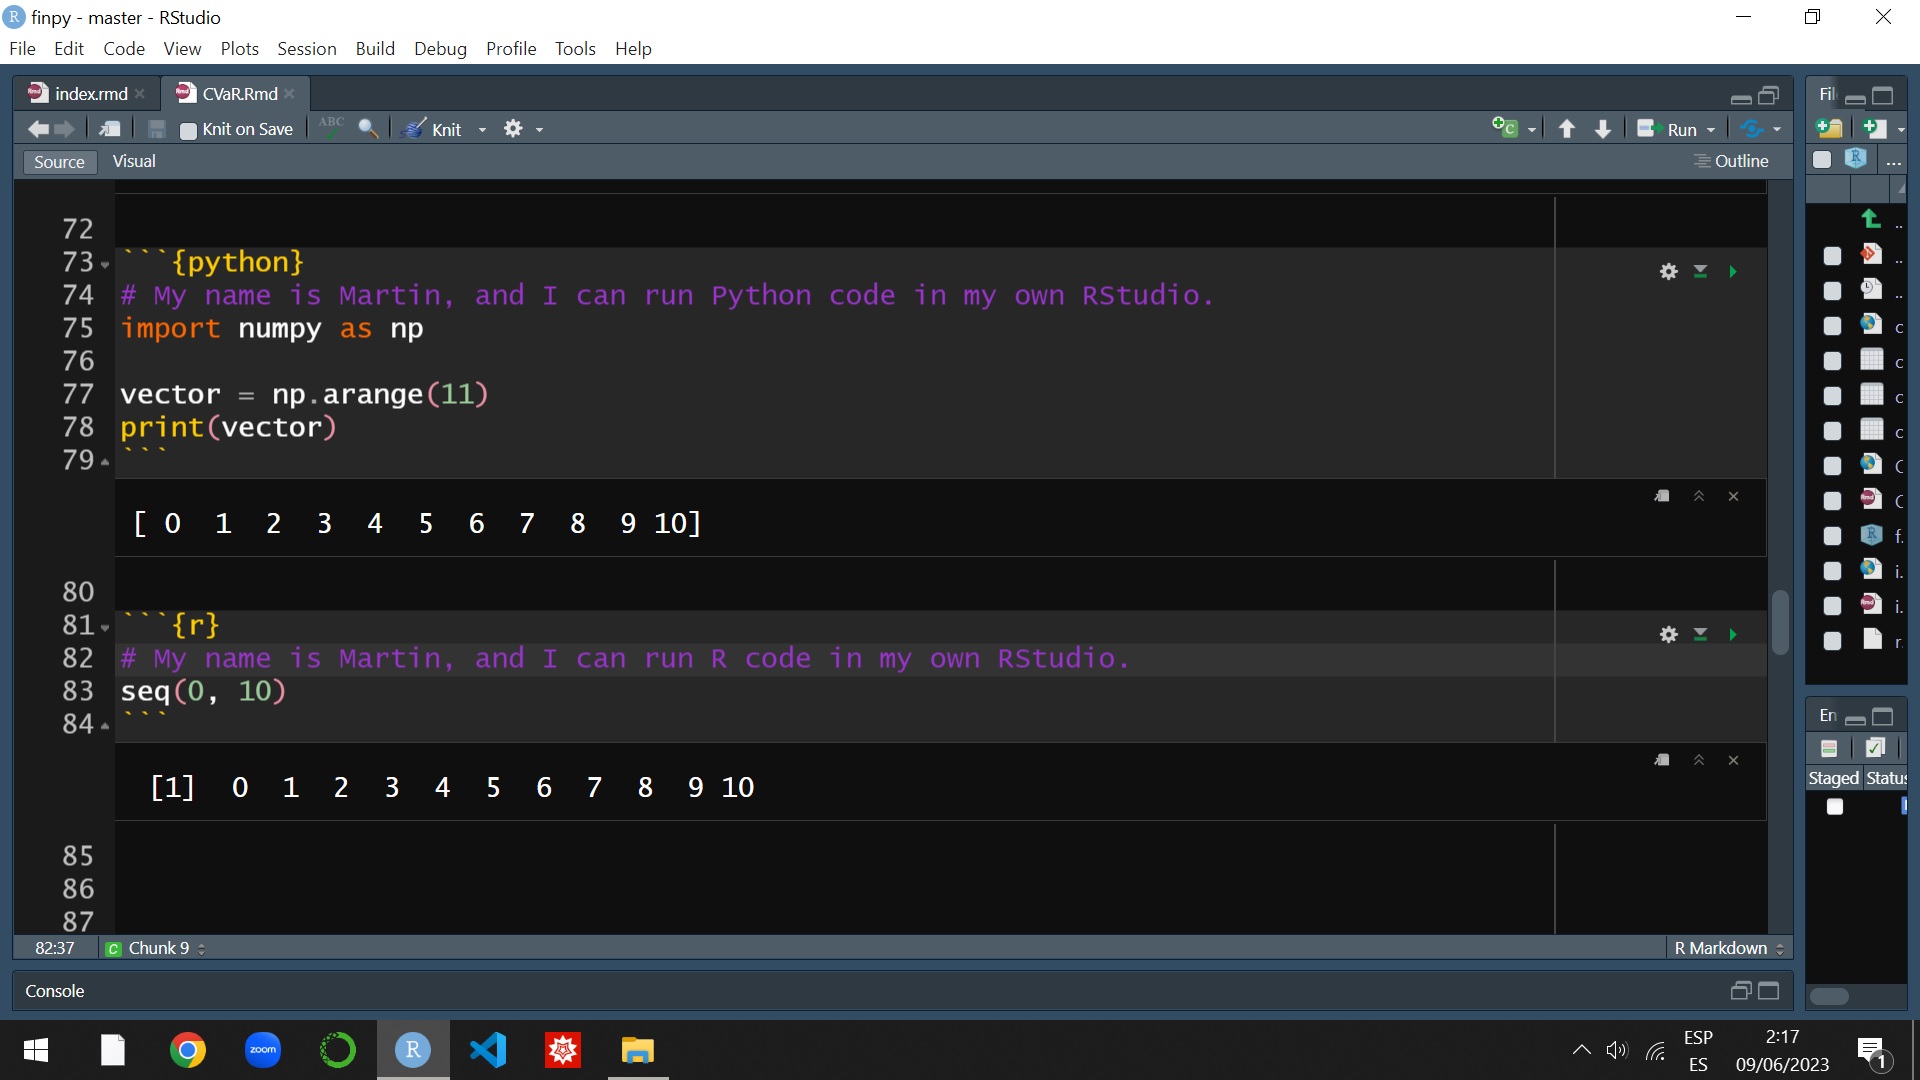 finpy - master - RStudio
File Edit Code View Plots Session Build Debug Profile Tools Help
index.rmd CVaR.Rmd
Knit on Save ABC Knit Run
Source Visual Outline
72
73 ```{python}
74 # My name is Martin, and I can run Python code in my own RStudio.
75 import numpy as np
76
77 vector = np.arange(11)
78 print(vector)
79 ```
[ 0 1 2 3 4 5 6 7 8 9 10]
80
81 ```{r}
82 # My name is Martin, and I can run R code in my own RStudio.
83 seq(0, 10)
84 ```
[1] 0 1 2 3 4 5 6 7 8 9 10
85
86
87
82:37 Chunk 9 R Markdown
Console
Fil
...
..
..
..
c
c
c
c
C
C
f.
i.
i.
r
En
Staged Status
zoom
R
ESP
ES
2:17
09/06/2023
1